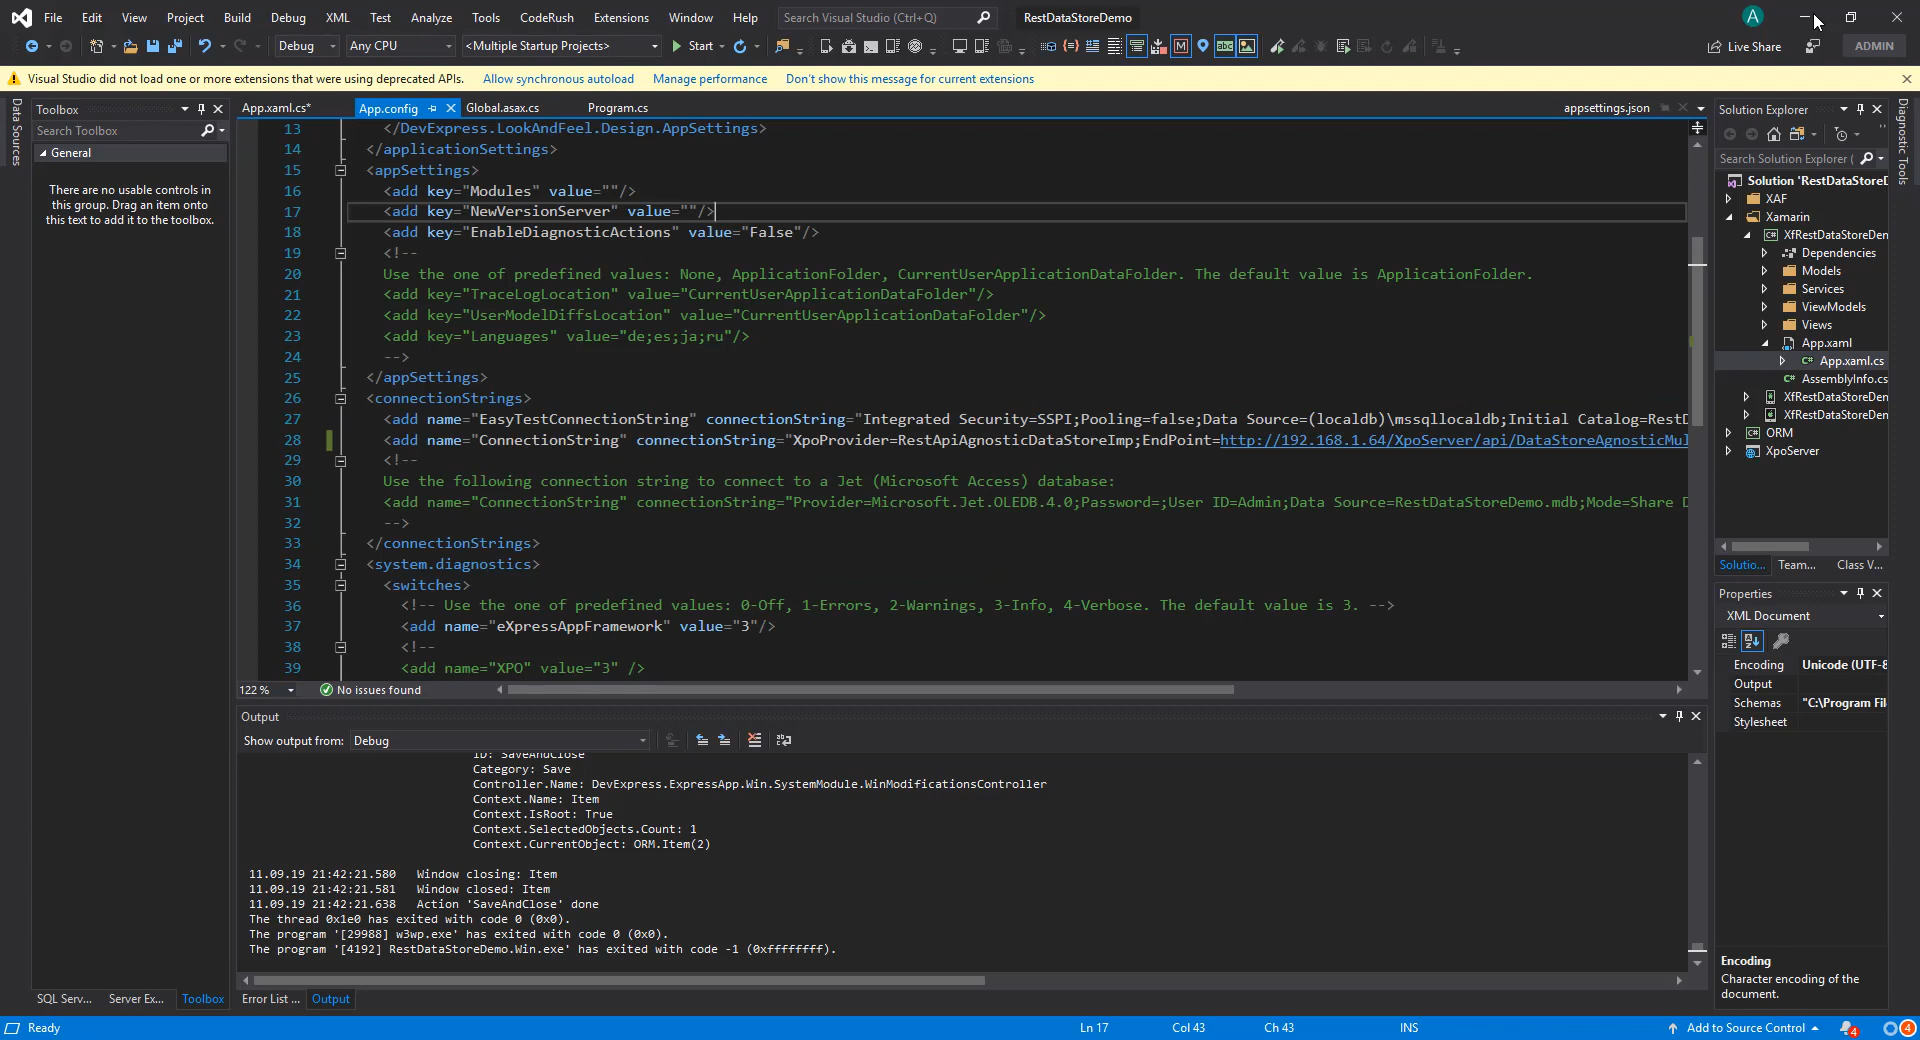 File Edit View Project Build Debug XML Test Analyze Tools CodeRush Extensions Window Help Search Visual Studio (Ctrl+Q) RestDataStoreDemo A
Debug Any CPU <Multiple Startup Projects> Start Live Share ADMIN
Visual Studio did not load one or more extensions that were using deprecated APIs. Allow synchronous autoload Manage performance Don't show this message for current extensions
Data Sources
Toolbox
Search Toolbox
General
There are no usable controls in
this group. Drag an item onto
this text to add it to the toolbox.
SQL Serv... Server Ex... Toolbox
App.xaml.cs* App.config Global.asax.cs Program.cs appsettings.json
13 </DevExpress.LookAndFeel.Design.AppSettings>
14 </applicationSettings>
15 <appSettings>
16 <add key="Modules" value=""/>
17 <add key="NewVersionServer" value=""/>
18 <add key="EnableDiagnosticActions" value="False"/>
19 <!--
20 Use the one of predefined values: None, ApplicationFolder, CurrentUserApplicationDataFolder. The default value is ApplicationFolder.
21 <add key="TraceLogLocation" value="CurrentUserApplicationDataFolder"/>
22 <add key="UserModelDiffsLocation" value="CurrentUserApplicationDataFolder"/>
23 <add key="Languages" value="de;es;ja;ru"/>
24 -->
25 </appSettings>
26 <connectionStrings>
27 <add name="EasyTestConnectionString" connectionString="Integrated Security=SSPI;Pooling=false;Data Source=(localdb)\mssqllocaldb;Initial Catalog=RestD
28 <add name="ConnectionString" connectionString="XpoProvider=RestApiAgnosticDataStoreImp;EndPoint=http://192.168.1.64/XpoServer/api/DataStoreAgnosticMul
29 <!--
30 Use the following connection string to connect to a Jet (Microsoft Access) database:
31 <add name="ConnectionString" connectionString="Provider=Microsoft.Jet.OLEDB.4.0;Password=;User ID=Admin;Data Source=RestDataStoreDemo.mdb;Mode=Share D
32 -->
33 </connectionStrings>
34 <system.diagnostics>
35 <switches>
36 <!-- Use the one of predefined values: 0-Off, 1-Errors, 2-Warnings, 3-Info, 4-Verbose. The default value is 3. -->
37 <add name="eXpressAppFramework" value="3"/>
38 <!--
39 <add name="XPO" value="3" />
122 % No issues found
Output
Show output from: Debug
ID: SaveAndClose
Category: Save
Controller.Name: DevExpress.ExpressApp.Win.SystemModule.WinModificationsController
Context.Name: Item
Context.IsRoot: True
Context.SelectedObjects.Count: 1
Context.CurrentObject: ORM.Item(2)
11.09.19 21:42:21.580 Window closing: Item
11.09.19 21:42:21.581 Window closed: Item
11.09.19 21:42:21.638 Action 'SaveAndClose' done
The thread 0x1e0 has exited with code 0 (0x0).
The program '[29988] w3wp.exe' has exited with code 0 (0x0).
The program '[4192] RestDataStoreDemo.Win.exe' has exited with code -1 (0xffffffff).
Error List ... Output
Solution Explorer
Search Solution Explorer (
Solution 'RestDataStoreD
XAF
Xamarin
XfRestDataStoreDen
Dependencies
Models
Services
ViewModels
Views
App.xaml
App.xaml.cs
AssemblyInfo.cs
XfRestDataStoreDen
XfRestDataStoreDen
ORM
XpoServer
Solutio... Team... Class V...
Properties
XML Document
Encoding Unicode (UTF-8
Output
Schemas "C:\Program Fil
Stylesheet
Encoding
Character encoding of the
document.
Diagnostic Tools
Ready Ln 17 Col 43 Ch 43 INS Add to Source Control 4 4